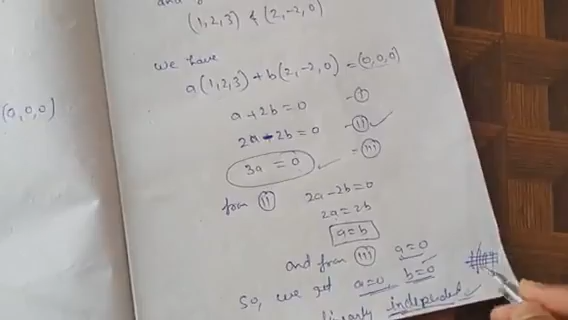 and
(1,2,3) & (2,-2,0)
we have
a(1,2,3) + b(2,-2,0) = (0,0,0)
(0,0,0)
a + 2b = 0 - (I)
2a - 2b = 0 - (II) ✓
3a = 0 ✓ - (III)
from (II) 2a - 2b = 0
2a = 2b
a = b
and from (III) a = 0
So, we get a=0 b=0 ✓
linearly independent ✓